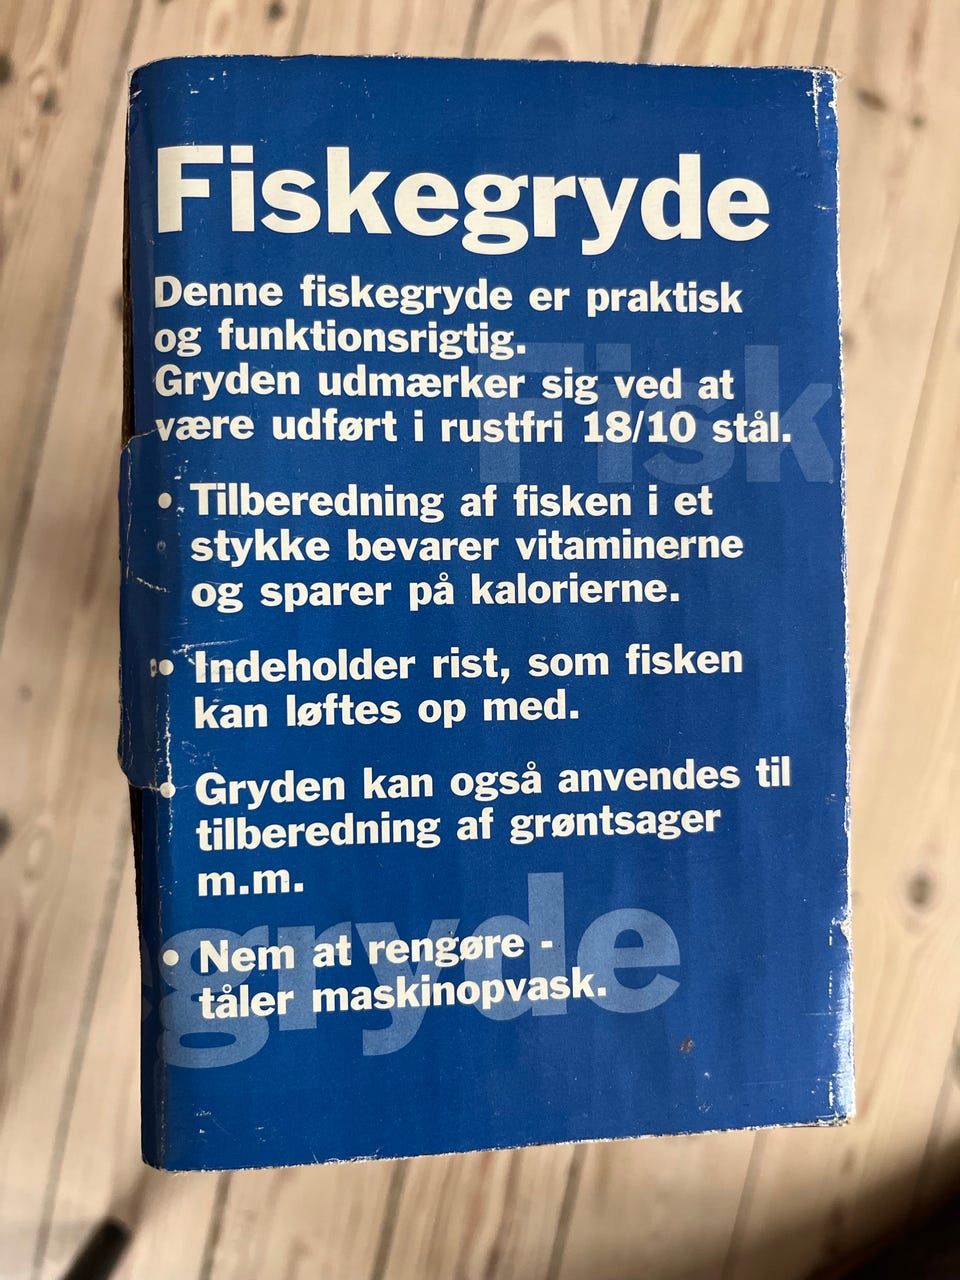 Fiskegryde
Denne fiskegryde er praktisk
og funktionsrigtig.
Gryden udmærker sig ved at
være udført i rustfri 18/10 stål.
• Tilberedning af fisken i et
stykke bevarer vitaminerne
og sparer på kalorierne.
• Indeholder rist, som fisken
kan løftes op med.
• Gryden kan også anvendes til
tilberedning af grøntsager
m.m.
• Nem at rengøre -
tåler maskinopvask.
Fisk
egryde